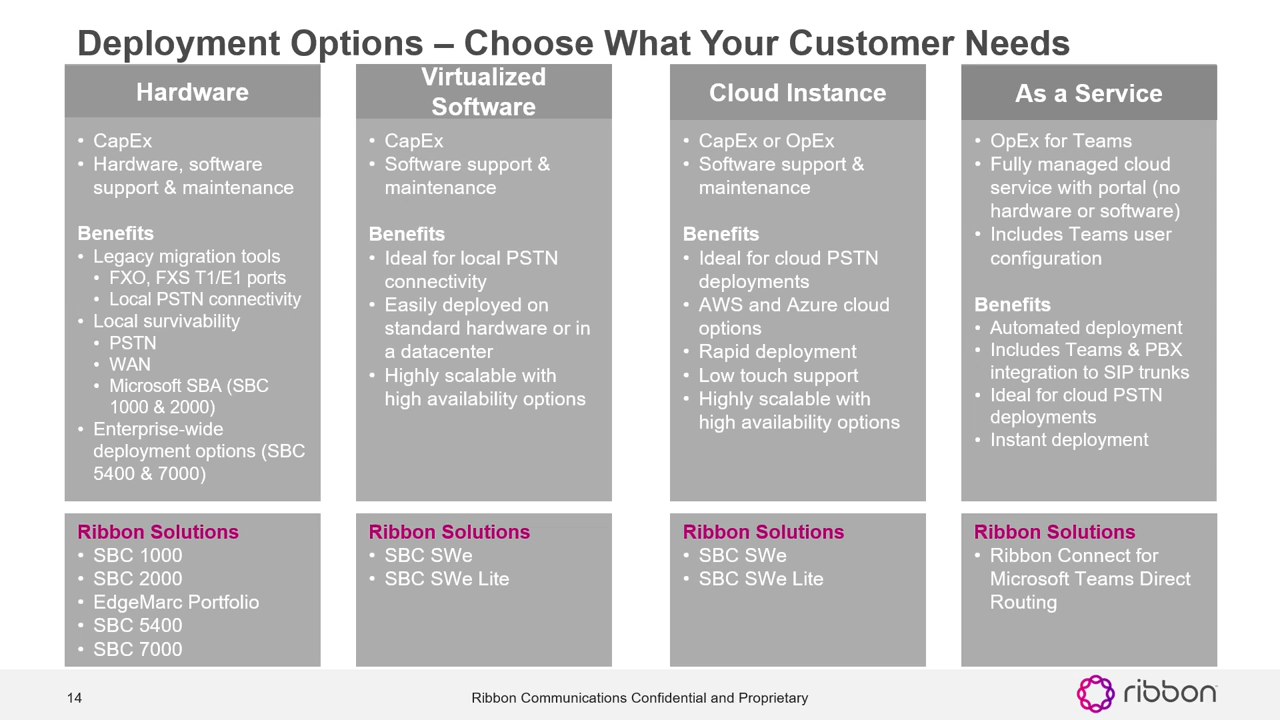 Deployment Options – Choose What Your Customer Needs
Hardware
• CapEx
• Hardware, software
support & maintenance
Benefits
• Legacy migration tools
• FXO, FXS T1/E1 ports
• Local PSTN connectivity
• Local survivability
• PSTN
• WAN
• Microsoft SBA (SBC
1000 & 2000)
• Enterprise-wide
deployment options (SBC
5400 & 7000)
Ribbon Solutions
• SBC 1000
• SBC 2000
• EdgeMarc Portfolio
• SBC 5400
• SBC 7000
Virtualized
Software
• CapEx
• Software support &
maintenance
Benefits
• Ideal for local PSTN
connectivity
• Easily deployed on
standard hardware or in
a datacenter
• Highly scalable with
high availability options
Ribbon Solutions
• SBC SWe
• SBC SWe Lite
Cloud Instance
• CapEx or OpEx
• Software support &
maintenance
Benefits
• Ideal for cloud PSTN
deployments
• AWS and Azure cloud
options
• Rapid deployment
• Low touch support
• Highly scalable with
high availability options
Ribbon Solutions
• SBC SWe
• SBC SWe Lite
As a Service
• OpEx for Teams
• Fully managed cloud
service with portal (no
hardware or software)
• Includes Teams user
configuration
Benefits
• Automated deployment
• Includes Teams & PBX
integration to SIP trunks
• Ideal for cloud PSTN
deployments
• Instant deployment
Ribbon Solutions
• Ribbon Connect for
Microsoft Teams Direct
Routing
14
Ribbon Communications Confidential and Proprietary
ribbon